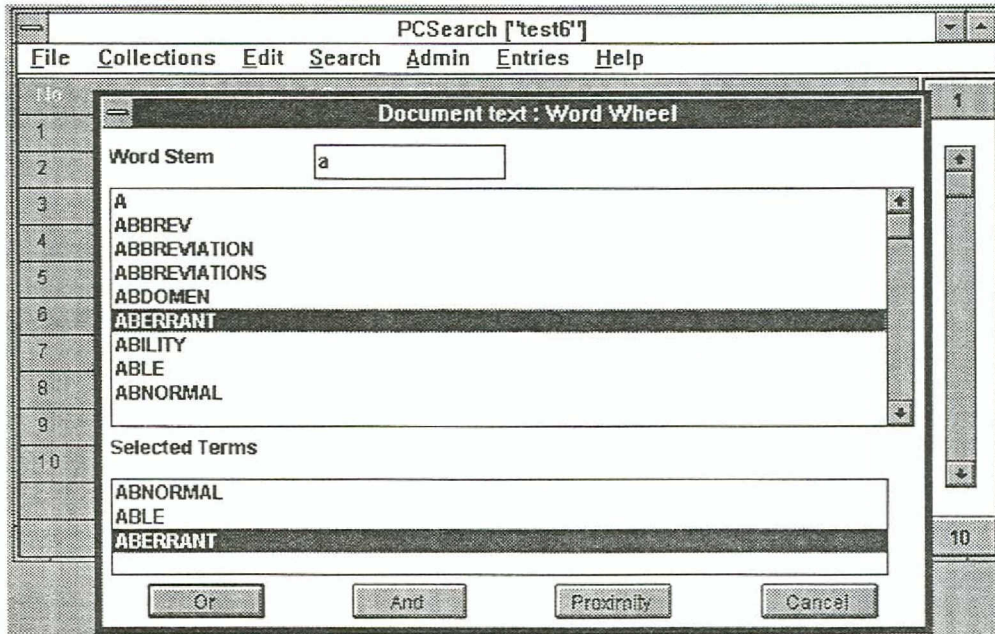 PCSearch ["test6"]
File Collections Edit Search Admin Entries Help
No
1
Document text : Word Wheel
1
Word Stem
a
2
3
4
5
6
7
8
9
10
A
ABBREV
ABBREVIATION
ABBREVIATIONS
ABDOMEN
ABERRANT
ABILITY
ABLE
ABNORMAL
Selected Terms
ABNORMAL
ABLE
ABERRANT
10
Or And Proximity Cancel